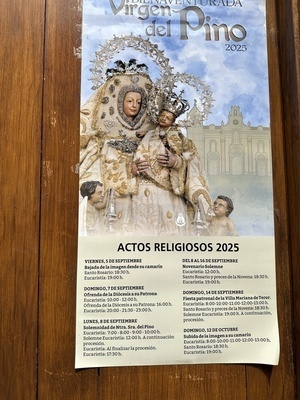 BIENAVENTURADA
Virgen
del Pino
2025
ACTOS RELIGIOSOS 2025
VIERNES, 5 DE SEPTIEMBRE
Bajada de la imagen desde su camarín
Santo Rosario: 18:30 h.
Eucaristía: 19:00 h.
DOMINGO, 7 DE SEPTIEMBRE
Ofrenda de la Diócesis a su Patrona
Eucaristía: 10:00 - 12:00 h.
Ofrenda de la Diócesis a su Patrona: 16:00 h.
Eucaristía: 20:00 - 21:30 - 23:00 h.
LUNES, 8 DE SEPTIEMBRE
Solemnidad de Ntra. Sra. del Pino
Eucaristía: 7:00 - 8:00 - 9:00 - 10:00 h.
Solemne Eucaristía: 12:00 h. A continuación
procesión.
Eucaristía: Al finalizar la procesión.
Eucaristía: 17:30 h.
DEL 8 AL 16 DE SEPTIEMBRE
Novenario Solemne
Eucaristía: 12:00 h.
Santo Rosario y preces de la Novena: 18:30 h.
Eucaristía: 19:00 h.
DOMINGO, 14 DE SEPTIEMBRE
Fiesta patronal de la Villa Mariana de Teror.
Eucaristía: 8:00-10:00-11:00-12:00-13:00 h.
Santo Rosario y preces de la Novena: 18:30 h.
Solemne Eucaristía: 19:00 h. A continuación,
procesión.
DOMINGO, 12 DE OCTUBRE
Subida de la imagen a su camarín
Eucaristía: 8:00-10:00-11:00-12:00-13:00 h.
Santo Rosario: 18:30 h.
Eucaristía: 19:00 h.